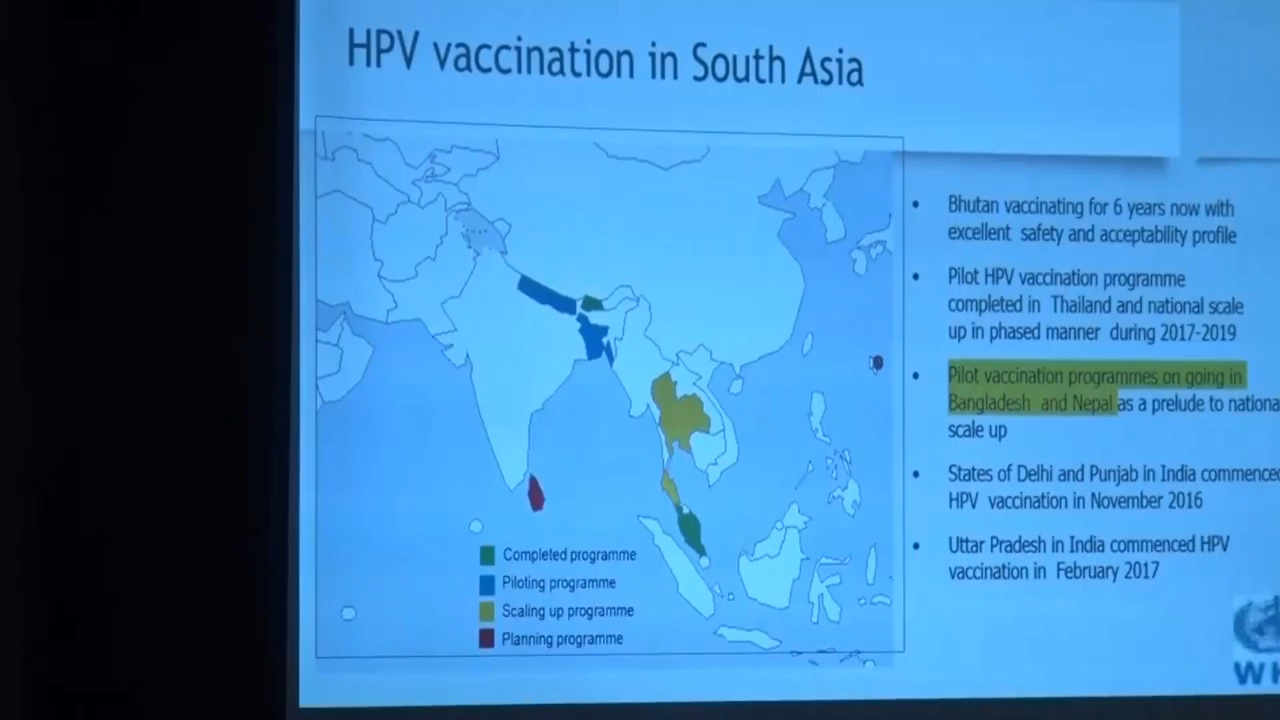 HPV vaccination in South Asia
• Bhutan vaccinating for 6 years now with
excellent safety and acceptability profile
• Pilot HPV vaccination programme
completed in Thailand and national scale
up in phased manner during 2017-2019
• Pilot vaccination programmes on going in
Bangladesh and Nepal as a prelude to nationa
scale up
• States of Delhi and Punjab in India commenced
HPV vaccination in November 2016
• Uttar Pradesh in India commenced HPV
vaccination in February 2017
Completed programme
Piloting programme
Scaling up programme
Planning programme